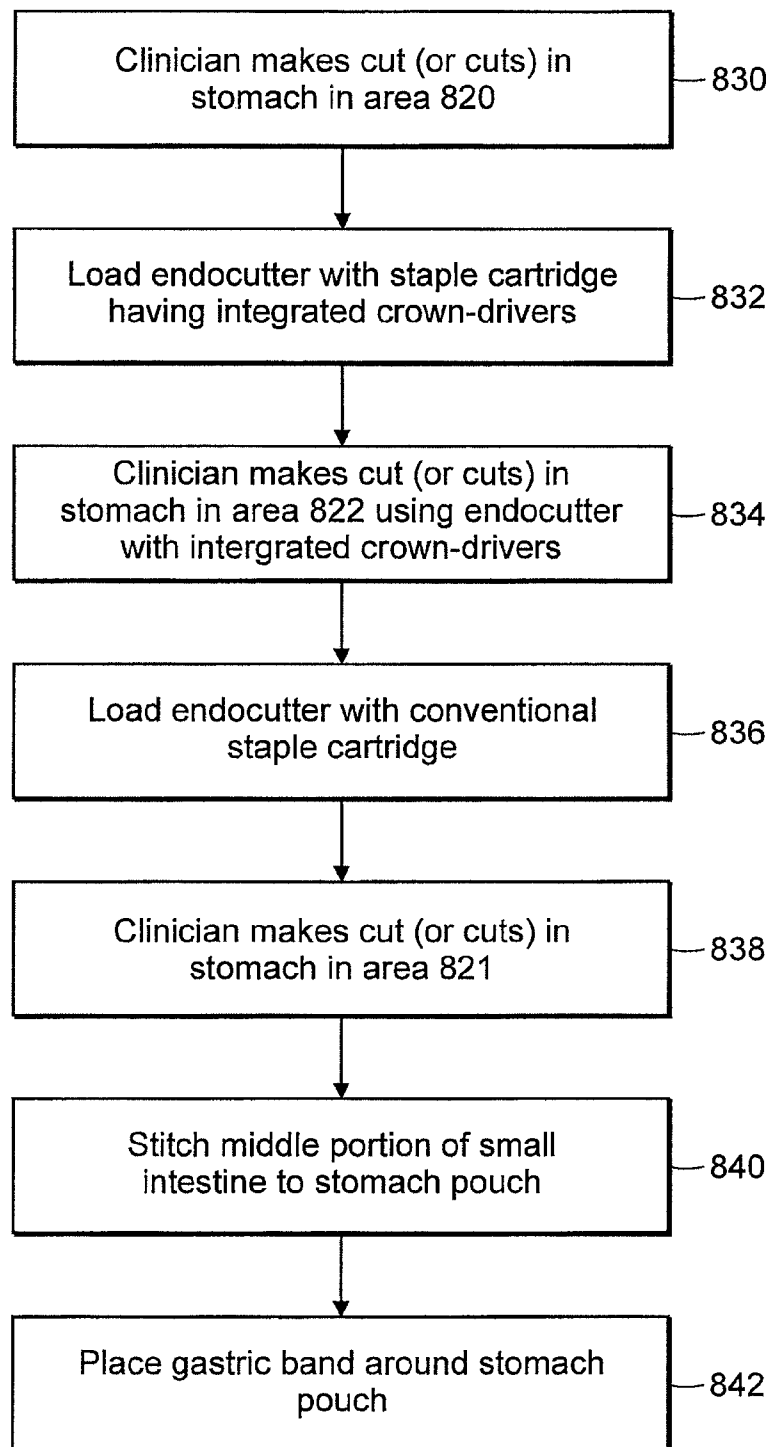 Clinician makes cut (or cuts) in
stomach in area 820
830
Load endocutter with staple cartridge
having integrated crown-drivers
832
Clinician makes cut (or cuts) in
stomach in area 822 using endocutter
with intergrated crown-drivers
834
Load endocutter with conventional
staple cartridge
836
Clinician makes cut (or cuts) in
stomach in area 821
838
Stitch middle portion of small
intestine to stomach pouch
840
Place gastric band around stomach
pouch
842